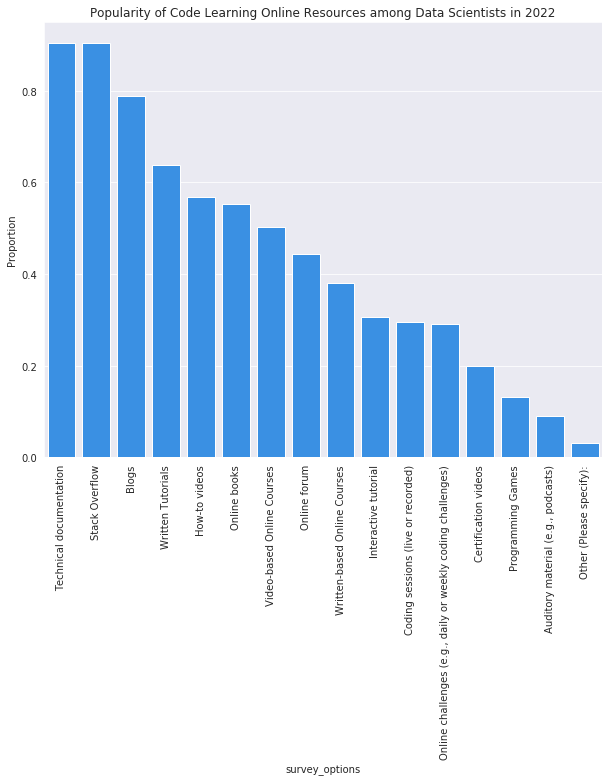 Popularity of Code Learning Online Resources among Data Scientists in 2022
Proportion
0.8
0.6
0.4
0.2
0.0
Technical documentation
Stack Overflow
Blogs
Written Tutorials
How-to videos
Online books
Video-based Online Courses
Online forum
Written-based Online Courses
Interactive tutorial
Coding sessions (live or recorded)
Online challenges (e.g., daily or weekly coding challenges)
Certification videos
Programming Games
Auditory material (e.g., podcasts)
Other (Please specify):
survey_options